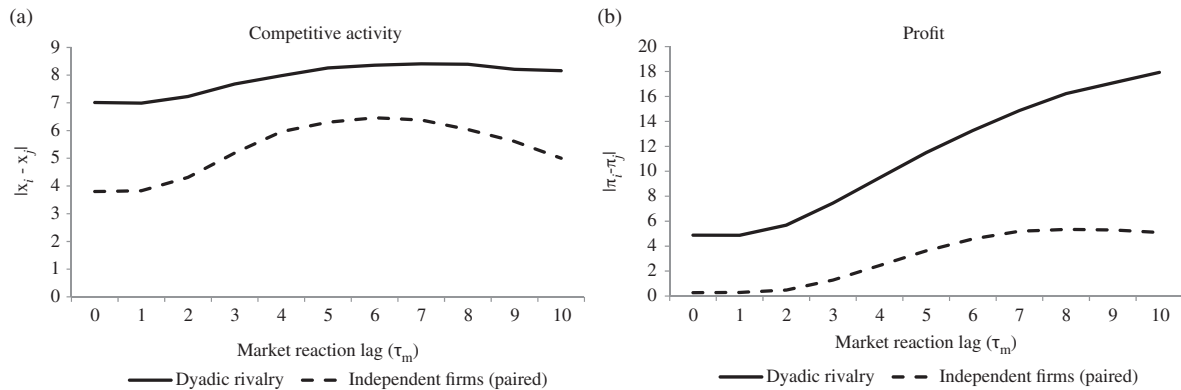 (a)
Competitive activity
9
8
7
6
5
4
3
2
1
0
|x_i - x_j|
0 1 2 3 4 5 6 7 8 9 10
Market reaction lag (τ_m)
Dyadic rivalry Independent firms (paired)
(b)
Profit
20
18
16
14
12
10
8
6
4
2
0
|π_i-π_j|
0 1 2 3 4 5 6 7 8 9 10
Market reaction lag (τ_m)
Dyadic rivalry Independent firms (paired)